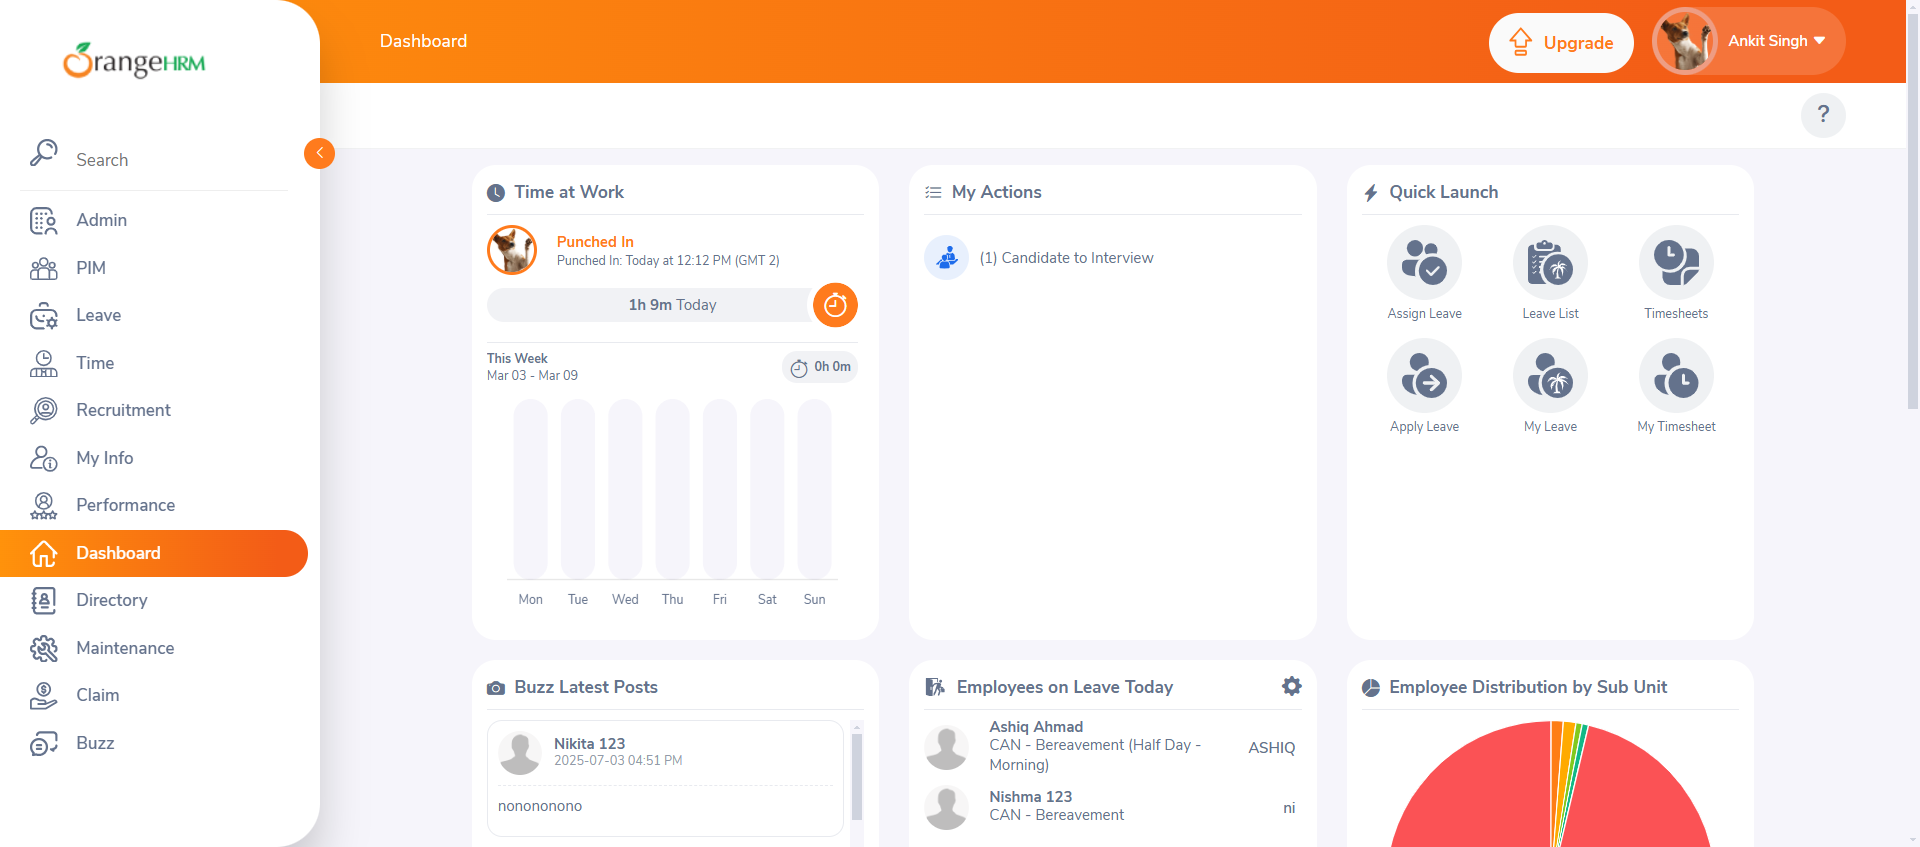 OrangeHRM
Search
Admin
PIM
Leave
Time
Recruitment
My Info
Performance
Dashboard
Directory
Maintenance
Claim
Buzz
Dashboard
Upgrade
Ankit Singh
?
Time at Work
Punched In
Punched In: Today at 12:12 PM (GMT 2)
1h 9m Today
This Week
Mar 03 - Mar 09
0h 0m
Mon Tue Wed Thu Fri Sat Sun
My Actions
(1) Candidate to Interview
Quick Launch
Assign Leave
Leave List
Timesheets
Apply Leave
My Leave
My Timesheet
Buzz Latest Posts
Nikita 123
2025-07-03 04:51 PM
nonononono
Employees on Leave Today
Ashiq Ahmad
CAN - Bereavement (Half Day -
Morning)
ASHIQ
Nishma 123
CAN - Bereavement
ni
Employee Distribution by Sub Unit